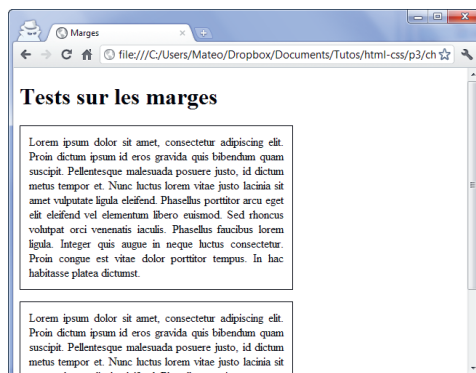 Marges
file:///C:/Users/Mateo/Dropbox/Documents/Tutos/html-css/p3/ch
Tests sur les marges
Lorem ipsum dolor sit amet, consectetur adipiscing elit.
Proin dictum ipsum id eros gravida quis bibendum quam
suscipit. Pellentesque malesuada posuere justo, id dictum
metus tempor et. Nunc luctus lorem vitae justo lacinia sit
amet vulputate ligula eleifend. Phasellus porttitor arcu eget
elit eleifend vel elementum libero euismod. Sed rhoncus
volutpat orci venenatis iaculis. Phasellus faucibus lorem
ligula. Integer quis augue in neque luctus consectetur.
Proin congue est vitae dolor porttitor tempus. In hac
habitasse platea dictumst.
Lorem ipsum dolor sit amet, consectetur adipiscing elit.
Proin dictum ipsum id eros gravida quis bibendum quam
suscipit. Pellentesque malesuada posuere justo, id dictum
metus tempor et. Nunc luctus lorem vitae justo lacinia sit